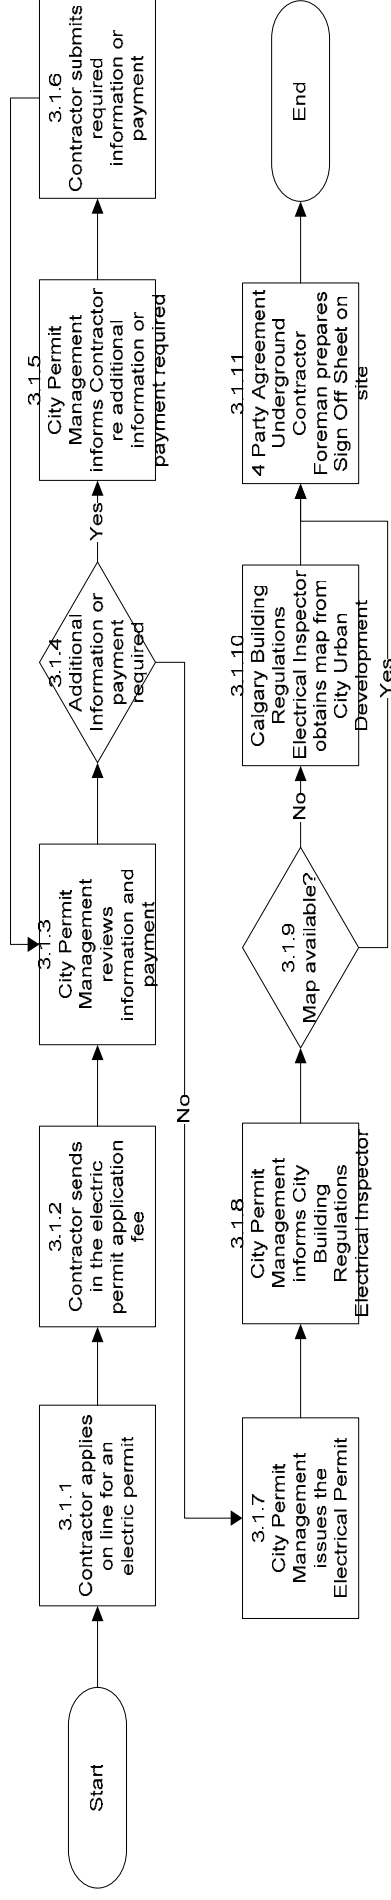 Start
3.1.1
Contractor applies
on line for an
electric permit
3.1.2
Contractor sends
in the electric
permit application
fee
3.1.3
City Permit
Management
reviews
information and
payment
3.1.4
Additional
Information or
payment
required
Yes
3.1.5
City Permit
Management
informs Contractor
re additional
information or
payment required
3.1.6
Contractor submits
required
information or
payment
No
3.1.7
City Permit
Management
issues the
Electrical Permit
3.1.8
City Permit
Management
informs City
Building
Regulations
Electrical Inspector
3.1.9
Map available?
No
3.1.10
Calgary Building
Regulations
Electrical Inspector
obtains map from
City Urban
Development
Yes
3.1.11
4 Party Agreement
Underground
Contractor
Foreman prepares
Sign Off Sheet on
site
End